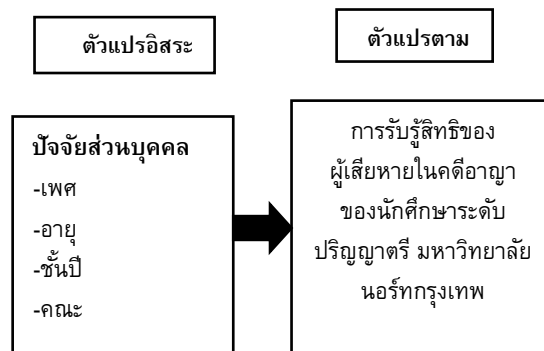 ตัวแปรอิสระ
ตัวแปรตาม
ปัจจัยส่วนบุคคล
-เพศ
-อายุ
-ชั้นปี
-คณะ
การรับรู้สิทธิของ
ผู้เสียหายในคดีอาญา
ของนักศึกษาระดับ
ปริญญาตรี มหาวิทยาลัย
นอร์ทกรุงเทพ